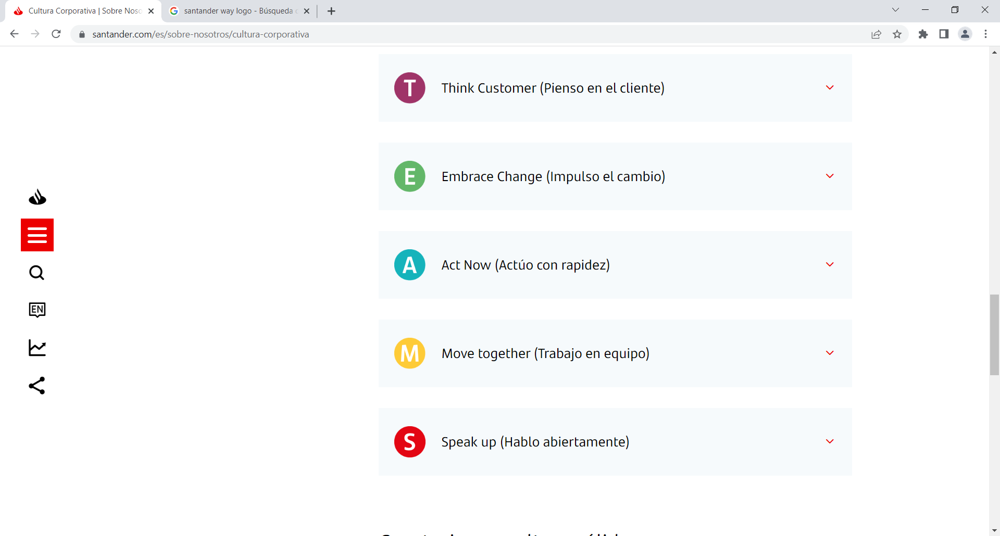 Cultura Corporativa | Sobre Noso
santander way logo - Búsqueda
santander.com/es/sobre-nosotros/cultura-corporativa
T Think Customer (Pienso en el cliente)
E Embrace Change (Impulso el cambio)
A Act Now (Actúo con rapidez)
EN
M Move together (Trabajo en equipo)
S Speak up (Hablo abiertamente)